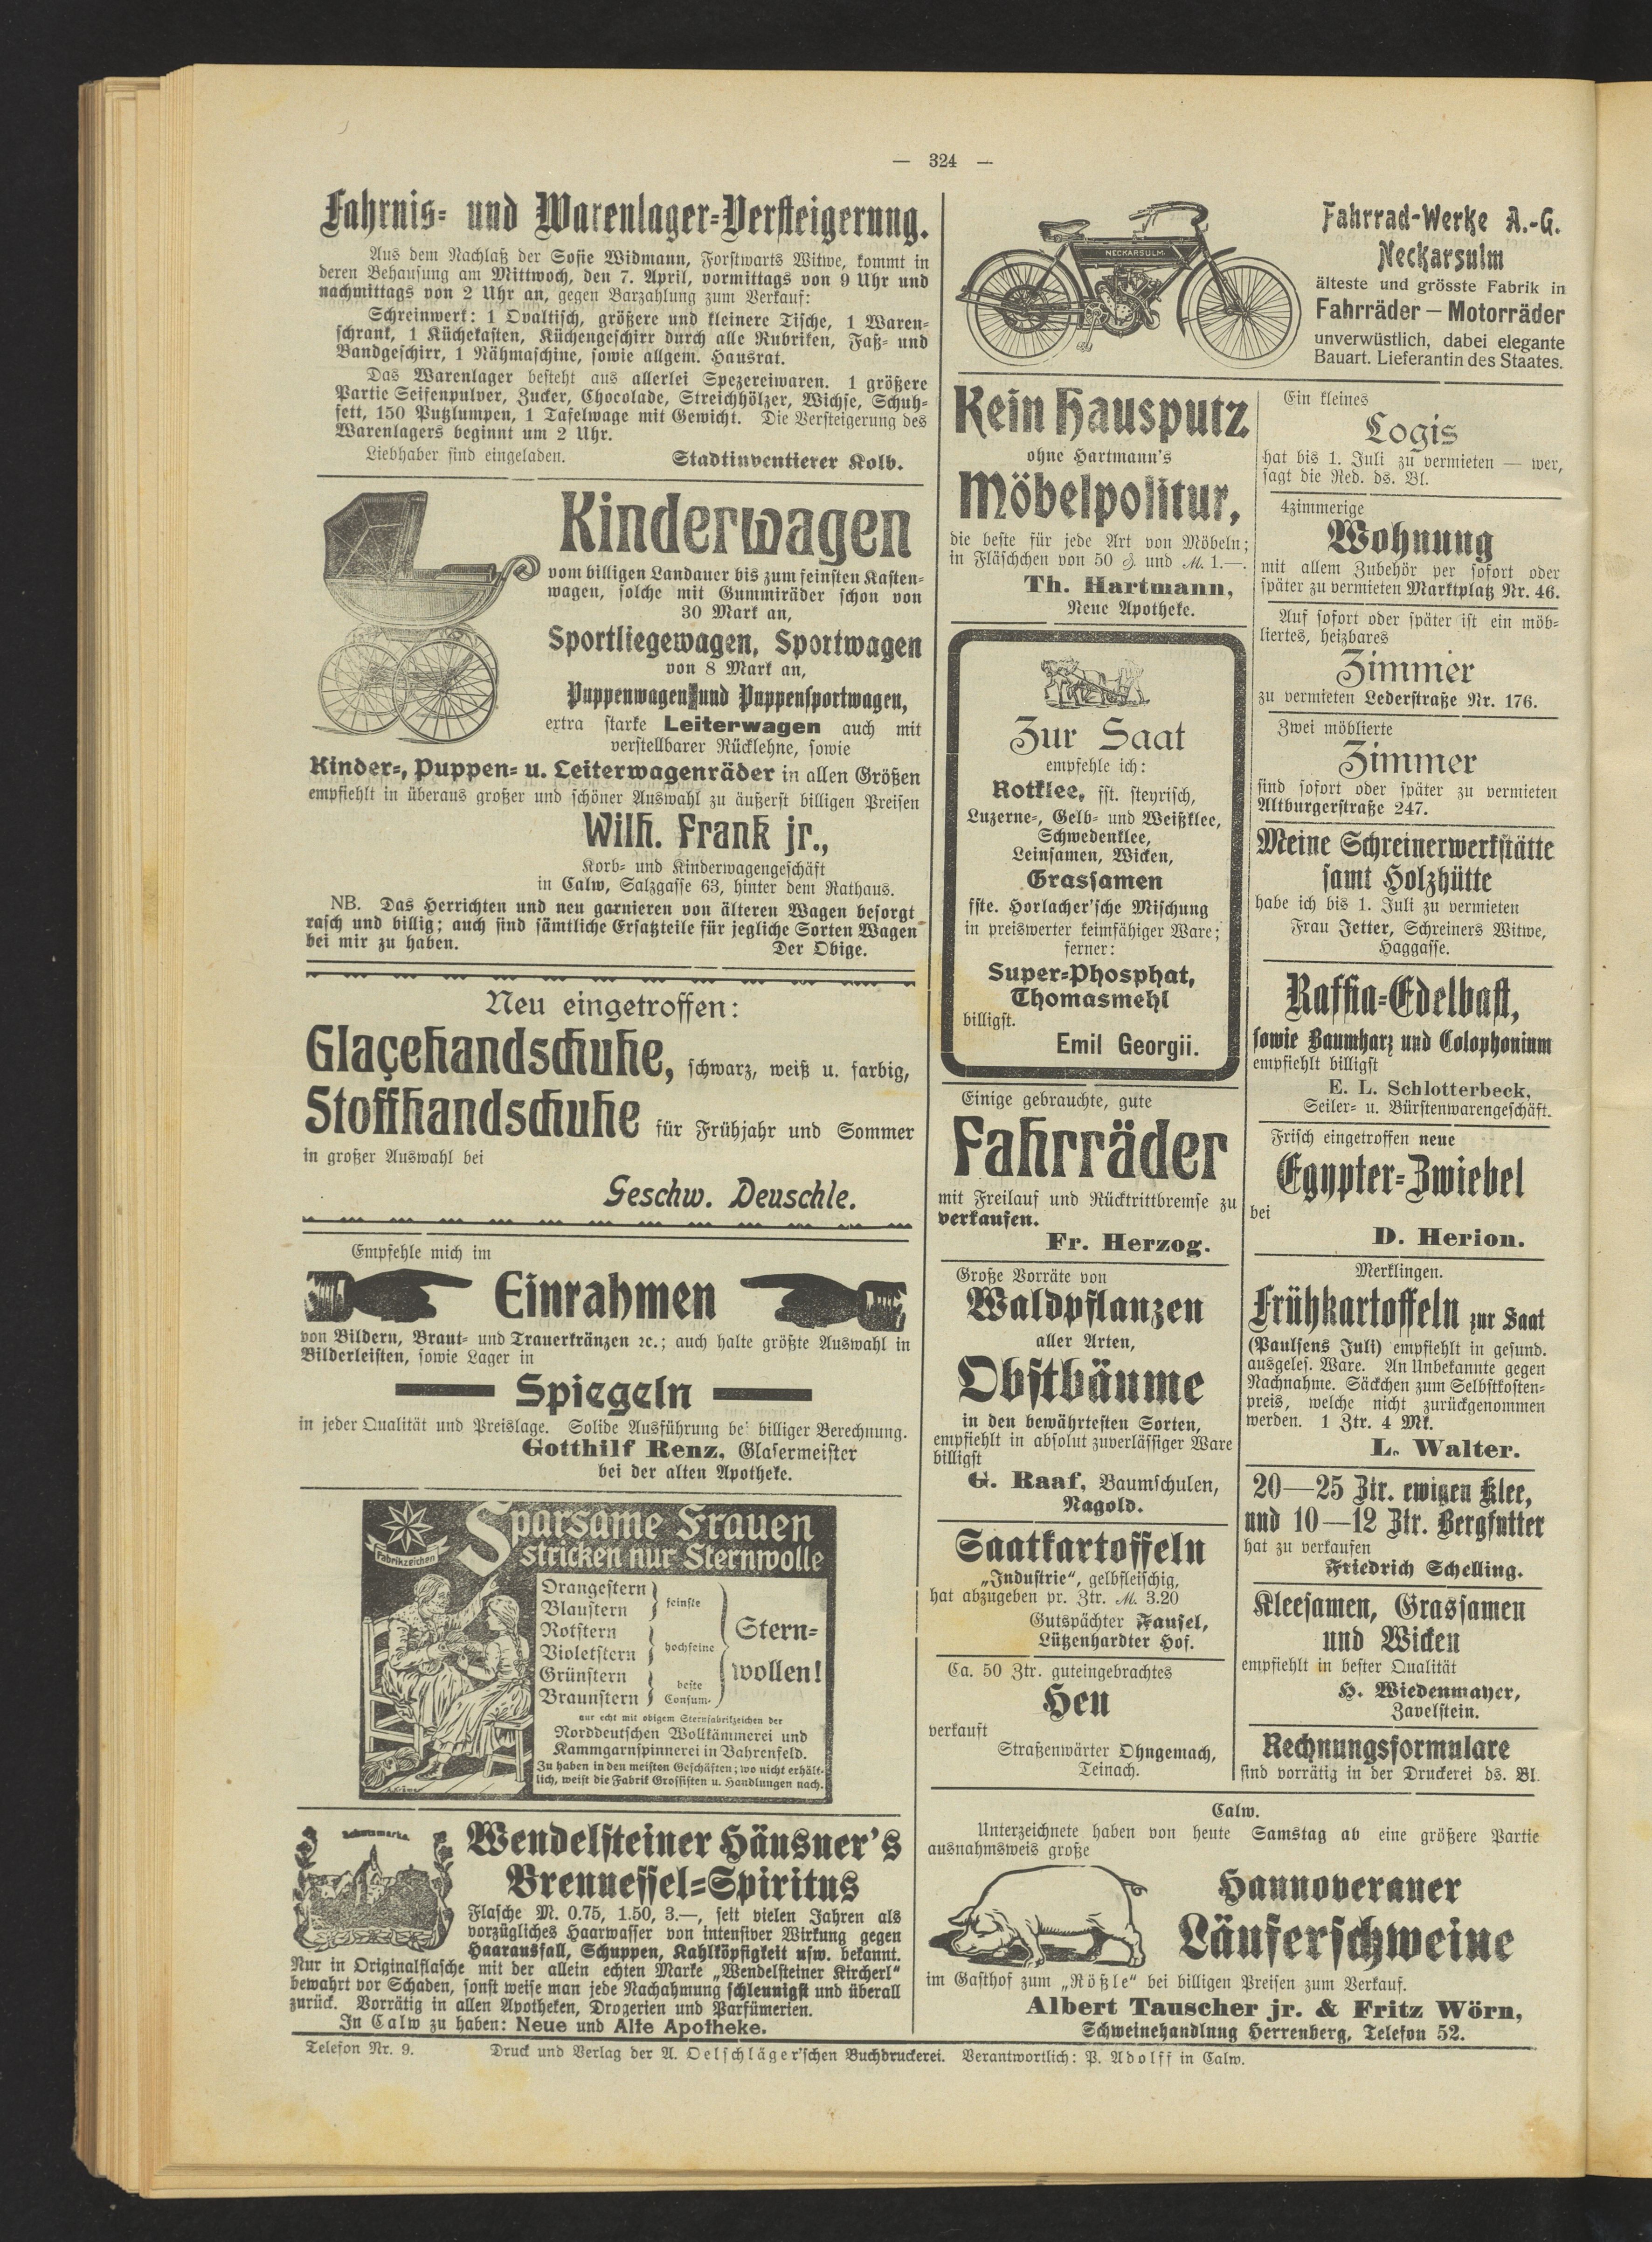 — 324 —
Fahrnis- und Warenlager-Versteigerung.
Aus dem Nachlaß der Sofie Widmann, Forstwarts Witwe, kommt in
deren Behausung am Mittwoch, den 7. April, vormittags von 9 Uhr und
nachmittags von 2 Uhr an, gegen Barzahlung zum Verkauf:
Schreinwerk: 1 Ovaltisch, größere und kleinere Tische, 1 Waren-
schrank, 1 Küchekasten, Küchengeschirr durch alle Rubriken, Faß- und
Bandgeschirr, 1 Nähmaschine, sowie allgem. Hausrat.
Das Warenlager besteht aus allerlei Spezereiwaren. 1 größere
Partie Seifenpulver, Zucker, Chocolade, Streichhölzer, Wichse, Schuh-
fett, 150 Putzlumpen, 1 Tafelwage mit Gewicht. Die Versteigerung des
Warenlagers beginnt um 2 Uhr.
Liebhaber sind eingeladen.
Stadtinventierer Kolb.
Kinderwagen
vom billigen Landauer bis zum feinsten Kasten-
wagen, solche mit Gummiräder schon von
30 Mark an,
Sportliegewagen, Sportwagen
von 8 Mark an,
Puppenwagen und Puppensportwagen,
extra starke Leiterwagen auch mit
verstellbarer Rücklehne, sowie
Kinder-, Puppen- u. Leiterwagenräder in allen Größen
empfiehlt in überaus großer und schöner Auswahl zu äußerst billigen Preisen
Wilh. Frank jr.,
Korb- und Kinderwagengeschäft
in Calw, Salzgasse 63, hinter dem Rathaus.
NB. Das Herrichten und neu garnieren von älteren Wagen besorgt
rasch und billig; auch sind sämtliche Ersatzteile für jegliche Sorten Wagen
bei mir zu haben. Der Obige.
Neu eingetroffen:
Glaçehandschuhe, schwarz, weiß u. farbig,
Stoffhandschuhe für Frühjahr und Sommer
in großer Auswahl bei
Geschw. Deuschle.
Empfehle mich im
Einrahmen
von Bildern, Braut- und Trauerkränzen ꝛc.; auch halte größte Auswahl in
Bilderleisten, sowie Lager in
Spiegeln
in jeder Qualität und Preislage. Solide Ausführung bei billiger Berechnung.
Gotthilf Renz, Glasermeister
bei der alten Apotheke.
Sparsame Frauen
stricken nur Sternwolle
Fabrikzeichen
Orangestern
Blaustern
feinste
Rotstern
Violetstern
hochfeine
Grünstern
Braunstern
beste
Consum-
Stern-
wollen!
nur echt mit obigem Sternfabrikzeichen der
Norddeutschen Wollkämmerei und
Kammgarnspinnerei in Bahrenfeld.
Zu haben in den meisten Geschäften; wo nicht erhält-
lich, weist die Fabrik Grossisten u. Handlungen nach.
Schutzmarke
Wendelsteiner Häusner's
Brennessel-Spiritus
Flasche M. 0.75, 1.50, 3.—, seit vielen Jahren als
vorzügliches Haarwasser von intensiver Wirkung gegen
Haarausfall, Schuppen, Kahlköpfigkeit usw. bekannt.
Nur in Originalflasche mit der allein echten Marke „Wendelsteiner Kircherl“
bewahrt vor Schaden, sonst weise man jede Nachahmung schleunigst und überall
zurück. Vorrätig in allen Apotheken, Drogerien und Parfümerien.
In Calw zu haben: Neue und Alte Apotheke.
NECKARSULM.
Fahrrad-Werke A.-G.
Neckarsulm
älteste und grösste Fabrik in
Fahrräder – Motorräder
unverwüstlich, dabei elegante
Bauart. Lieferantin des Staates.
Kein Hausputz
ohne Hartmann's
Möbelpolitur,
die beste für jede Art von Möbeln;
in Fläschchen von 50 ₰ und ℳ 1.—.
Th. Hartmann,
Neue Apotheke.
Zur Saat
empfehle ich:
Rotklee, fst. steyrisch,
Luzerne-, Gelb- und Weißklee,
Schwedenklee,
Leinsamen, Wicken,
Grassamen
fste. Horlacher'sche Mischung
in preiswerter keimfähiger Ware;
ferner:
Super-Phosphat,
Thomasmehl
billigst.
Emil Georgii.
Einige gebrauchte, gute
Fahrräder
mit Freilauf und Rücktrittbremse zu
verkaufen.
Fr. Herzog.
Große Vorräte von
Waldpflanzen
aller Arten,
Obstbäume
in den bewährtesten Sorten,
empfiehlt in absolut zuverlässiger Ware
billigst
G. Raaf, Baumschulen,
Nagold.
Saatkartoffeln
„Industrie“, gelbfleischig,
hat abzugeben pr. Ztr. ℳ 3.20
Gutspächter Fausel,
Lützenhardter Hof.
Ca. 50 Ztr. guteingebrachtes
Heu
verkauft
Straßenwärter Ohngemach,
Teinach.
Ein kleines
Logis
hat bis 1. Juli zu vermieten — wer,
sagt die Red. ds. Bl.
4zimmerige
Wohnung
mit allem Zubehör per sofort oder
später zu vermieten Marktplatz Nr. 46.
Auf sofort oder später ist ein möb-
liertes, heizbares
Zimmer
zu vermieten Lederstraße Nr. 176.
Zwei möblierte
Zimmer
sind sofort oder später zu vermieten
Altburgerstraße 247.
Meine Schreinerwerkstätte
samt Holzhütte
habe ich bis 1. Juli zu vermieten
Frau Jetter, Schreiners Witwe,
Haggasse.
Raffia-Edelbast,
sowie Baumharz und Colophonium
empfiehlt billigst
E. L. Schlotterbeck,
Seiler- u. Bürstenwarengeschäft.
Frisch eingetroffen neue
Egypter-Zwiebel
bei
D. Herion.
Merklingen.
Frühkartoffeln zur Saat
(Paulsens Juli) empfiehlt in gesund.
ausgeles. Ware. An Unbekannte gegen
Nachnahme. Säckchen zum Selbstkosten-
preis, welche nicht zurückgenommen
werden. 1 Ztr. 4 Mk.
L. Walter.
20—25 Ztr. ewigen Klee,
und 10—12 Ztr. Bergfutter
hat zu verkaufen
Friedrich Schelling.
Kleesamen, Grassamen
und Wicken
empfiehlt in bester Qualität
H. Wiedenmayer,
Zavelstein.
Rechnungsformulare
sind vorrätig in der Druckerei ds. Bl.
Calw.
Unterzeichnete haben von heute Samstag ab eine größere Partie
ausnahmsweis große
Hannoveraner
Läuferschweine
im Gasthof zum „Rößle“ bei billigen Preisen zum Verkauf.
Albert Tauscher jr. & Fritz Wörn,
Schweinehandlung Herrenberg, Telefon 52.
Telefon Nr. 9. Druck und Verlag der A. Oelschläger'schen Buchdruckerei. Verantwortlich: P. Adolff in Calw.